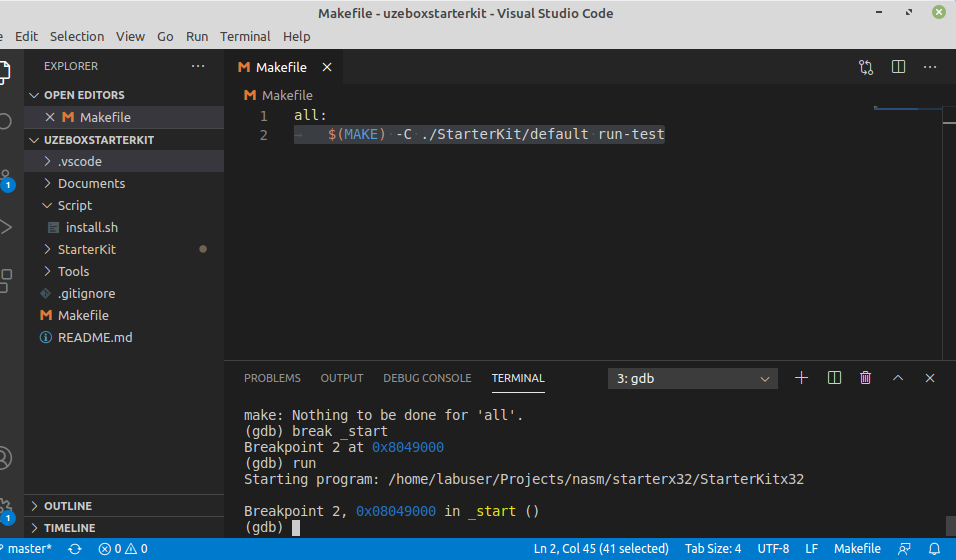 Makefile - uzeboxstarterkit - Visual Studio Code
Edit Selection View Go Run Terminal Help
EXPLORER
OPEN EDITORS
Makefile
UZEBOXSTARTERKIT
.vscode
Documents
Script
install.sh
StarterKit
Tools
.gitignore
Makefile
README.md
OUTLINE
TIMELINE
1
1
Makefile
Makefile
1 all:
2 $(MAKE) -C ./StarterKit/default run-test
PROBLEMS OUTPUT DEBUG CONSOLE TERMINAL 3: gdb
make: Nothing to be done for 'all'.
(gdb) break _start
Breakpoint 2 at 0x8049000
(gdb) run
Starting program: /home/labuser/Projects/nasm/starterx32/StarterKitx32
Breakpoint 2, 0x08049000 in _start ()
(gdb)
master* 0 0 Ln 2, Col 45 (41 selected) Tab Size: 4 UTF-8 LF Makefile